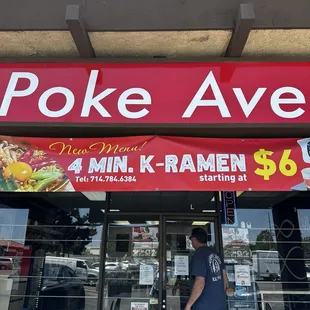 Poke Ave
New Menu!
4 MIN. K-RAMEN $6
Tel: 714.784.6384 starting at